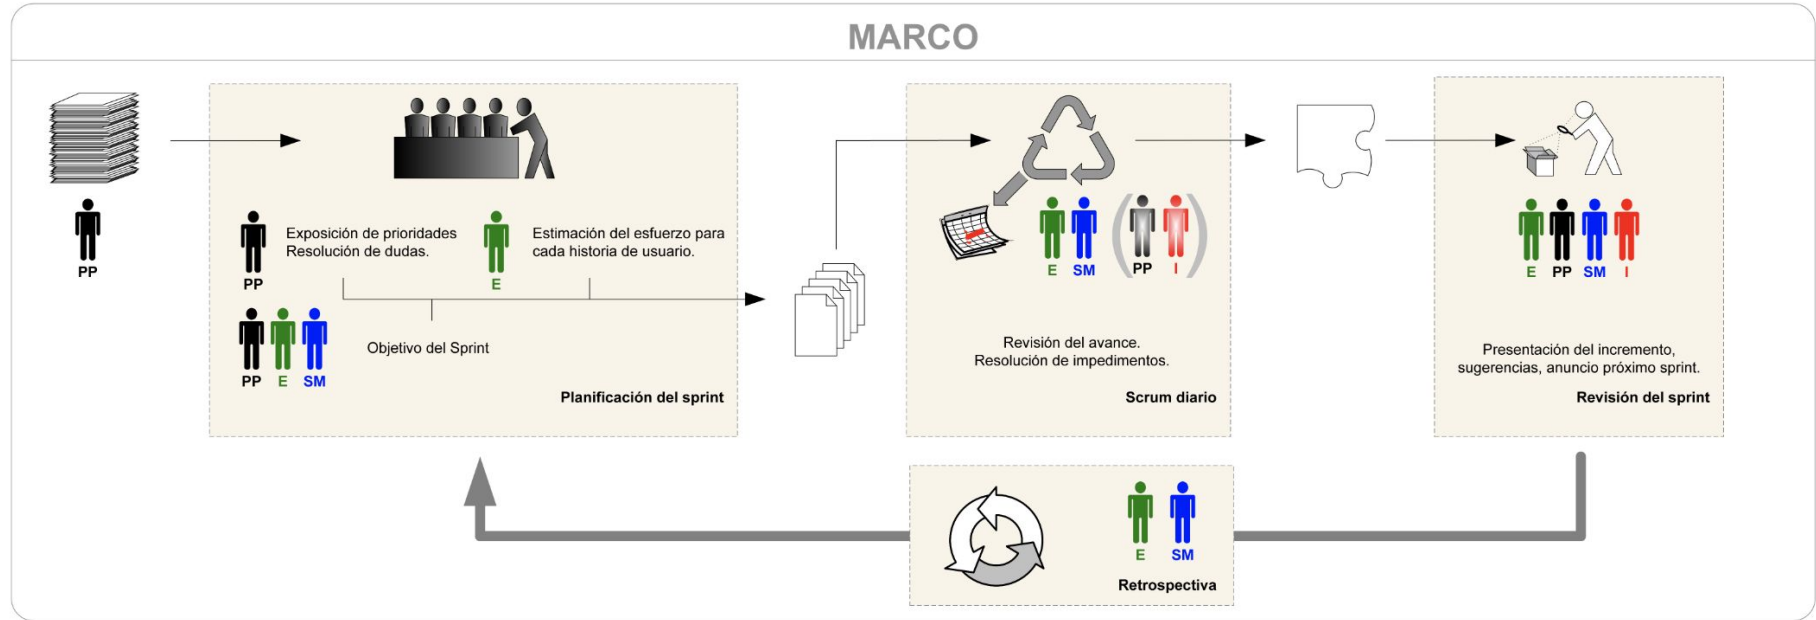 MARCO
PP
PP
Exposición de prioridades
Resolución de dudas.
E
Estimación del esfuerzo para
cada historia de usuario.
PP
E
SM
Objetivo del Sprint
Planificación del sprint
E
SM
PP
I
Revisión del avance.
Resolución de impedimentos.
Scrum diario
E
PP
SM
I
Presentación del incremento,
sugerencias, anuncio próximo sprint.
Revisión del sprint
E
SM
Retrospectiva